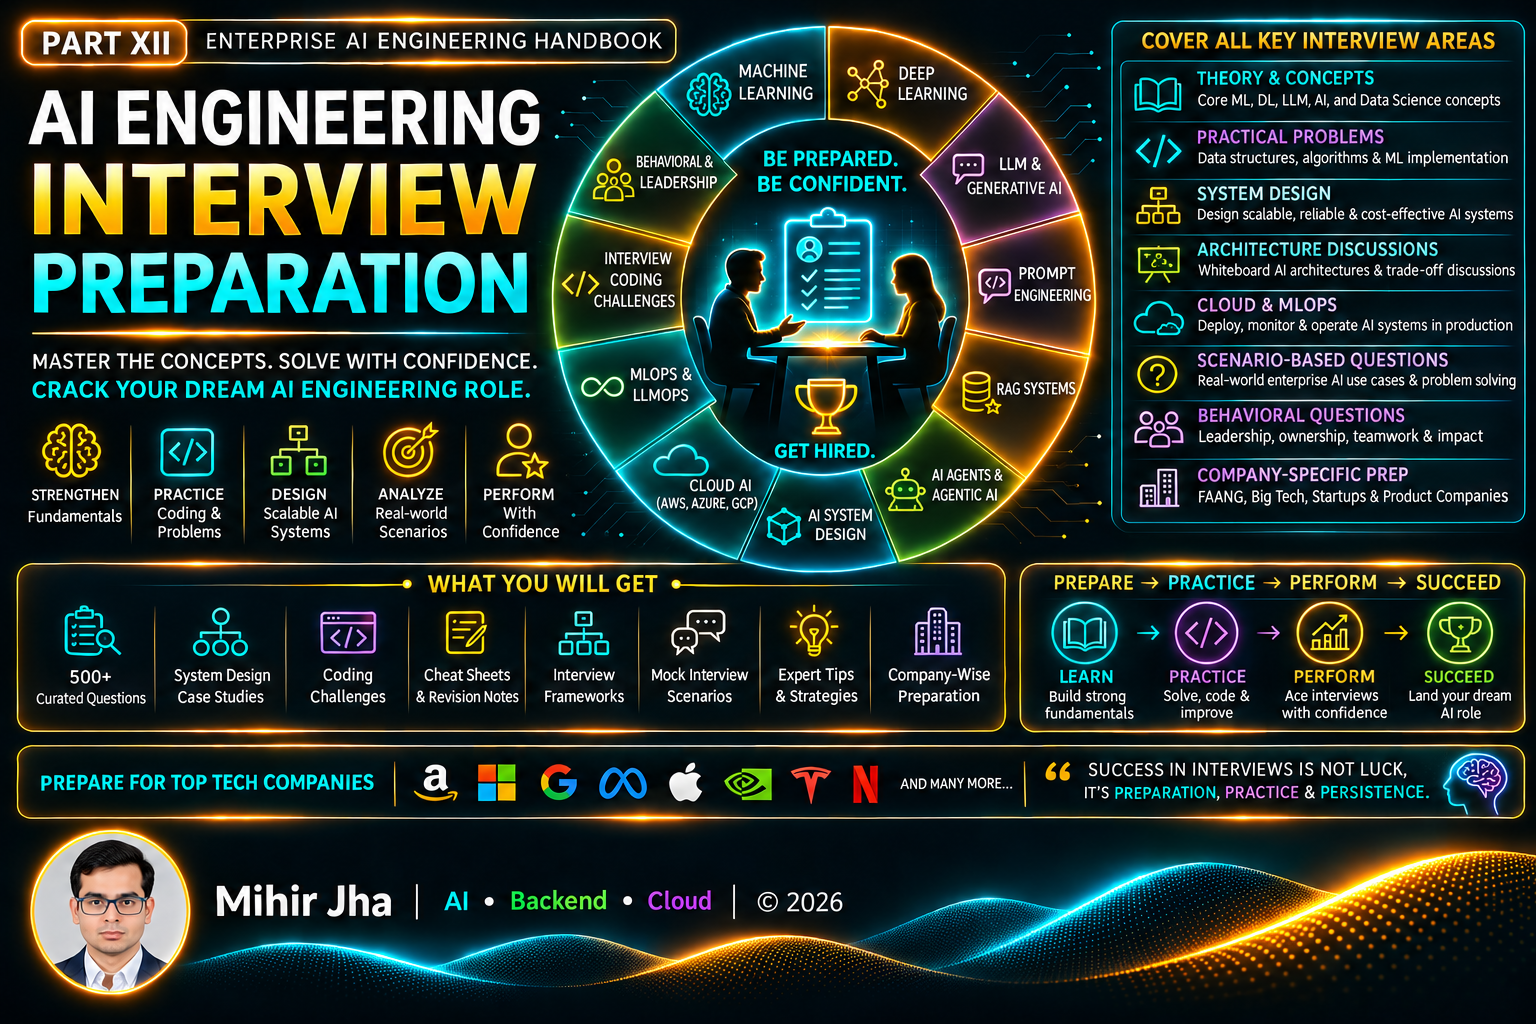 PART XII
ENTERPRISE AI ENGINEERING HANDBOOK
AI ENGINEERING
INTERVIEW
PREPARATION
MASTER THE CONCEPTS. SOLVE WITH CONFIDENCE.
CRACK YOUR DREAM AI ENGINEERING ROLE.
STRENGTHEN
Fundamentals
PRACTICE
Coding &
Problems
DESIGN
Scalable AI
Systems
ANALYZE
Real-world
Scenarios
PERFORM
With
Confidence
MACHINE
LEARNING
DEEP
LEARNING
LLM &
GENERATIVE AI
PROMPT
ENGINEERING
RAG SYSTEMS
AI AGENTS &
AGENTIC AI
AI SYSTEM
DESIGN
CLOUD AI
(AWS, AZURE, GCP)
MLOPS &
LLMOPS
INTERVIEW
CODING
CHALLENGES
BEHAVIORAL &
LEADERSHIP
BE PREPARED.
BE CONFIDENT.
GET HIRED.
COVER ALL KEY INTERVIEW AREAS
THEORY & CONCEPTS
Core ML, DL, LLM, AI, and Data Science concepts
PRACTICAL PROBLEMS
Data structures, algorithms & ML implementation
SYSTEM DESIGN
Design scalable, reliable & cost-effective AI systems
ARCHITECTURE DISCUSSIONS
Whiteboard AI architectures & trade-off discussions
CLOUD & MLOPS
Deploy, monitor & operate AI systems in production
SCENARIO-BASED QUESTIONS
Real-world enterprise AI use cases & problem solving
BEHAVIORAL QUESTIONS
Leadership, ownership, teamwork & impact
COMPANY-SPECIFIC PREP
FAANG, Big Tech, Startups & Product Companies
WHAT YOU WILL GET
500+
Curated Questions
System Design
Case Studies
Coding
Challenges
Cheat Sheets
& Revision Notes
Interview
Frameworks
Mock Interview
Scenarios
Expert Tips
& Strategies
Company-Wise
Preparation
PREPARE → PRACTICE → PERFORM → SUCCEED
LEARN
Build strong
fundamentals
PRACTICE
Solve, code &
improve
PERFORM
Ace interviews
with confidence
SUCCEED
Land your dream
AI role
PREPARE FOR TOP TECH COMPANIES
AND MANY MORE...
“ SUCCESS IN INTERVIEWS IS NOT LUCK,
IT'S PREPARATION, PRACTICE & PERSISTENCE.
Mihir Jha | AI • Backend • Cloud | © 2026